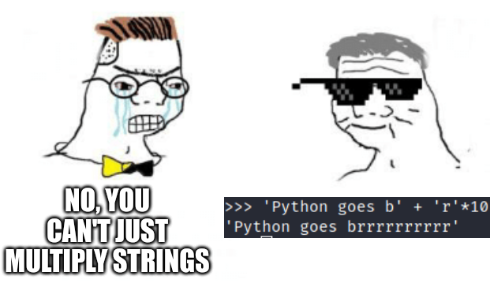 NO, YOU
CAN'T JUST
MULTIPLY STRINGS
>>> 'Python goes b' + 'r'*10
'Python goes brrrrrrrrrr'